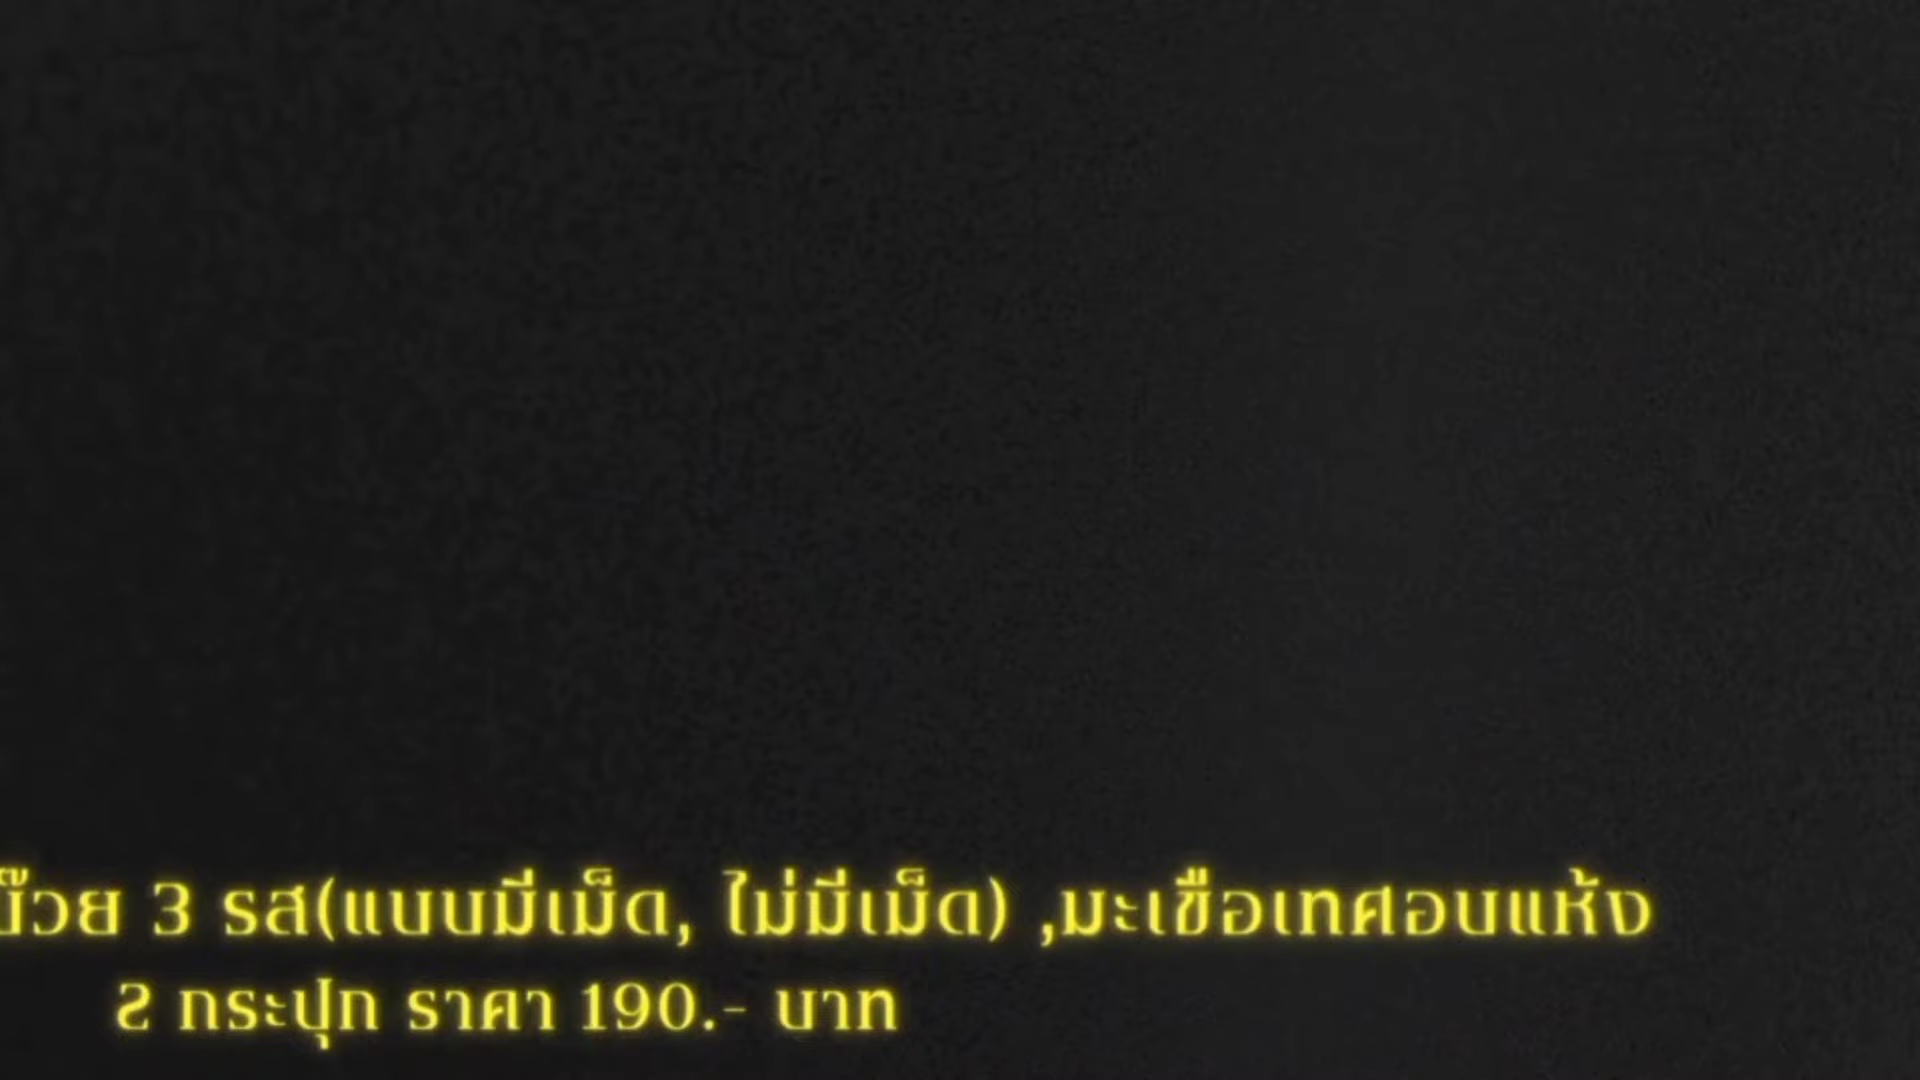 บ๊วย 3 รส(แบบมีเม็ด, ไม่มีเม็ด) ,มะเขือเทศอบแห้ง
2 กระปุก ราคา 190.- บาท